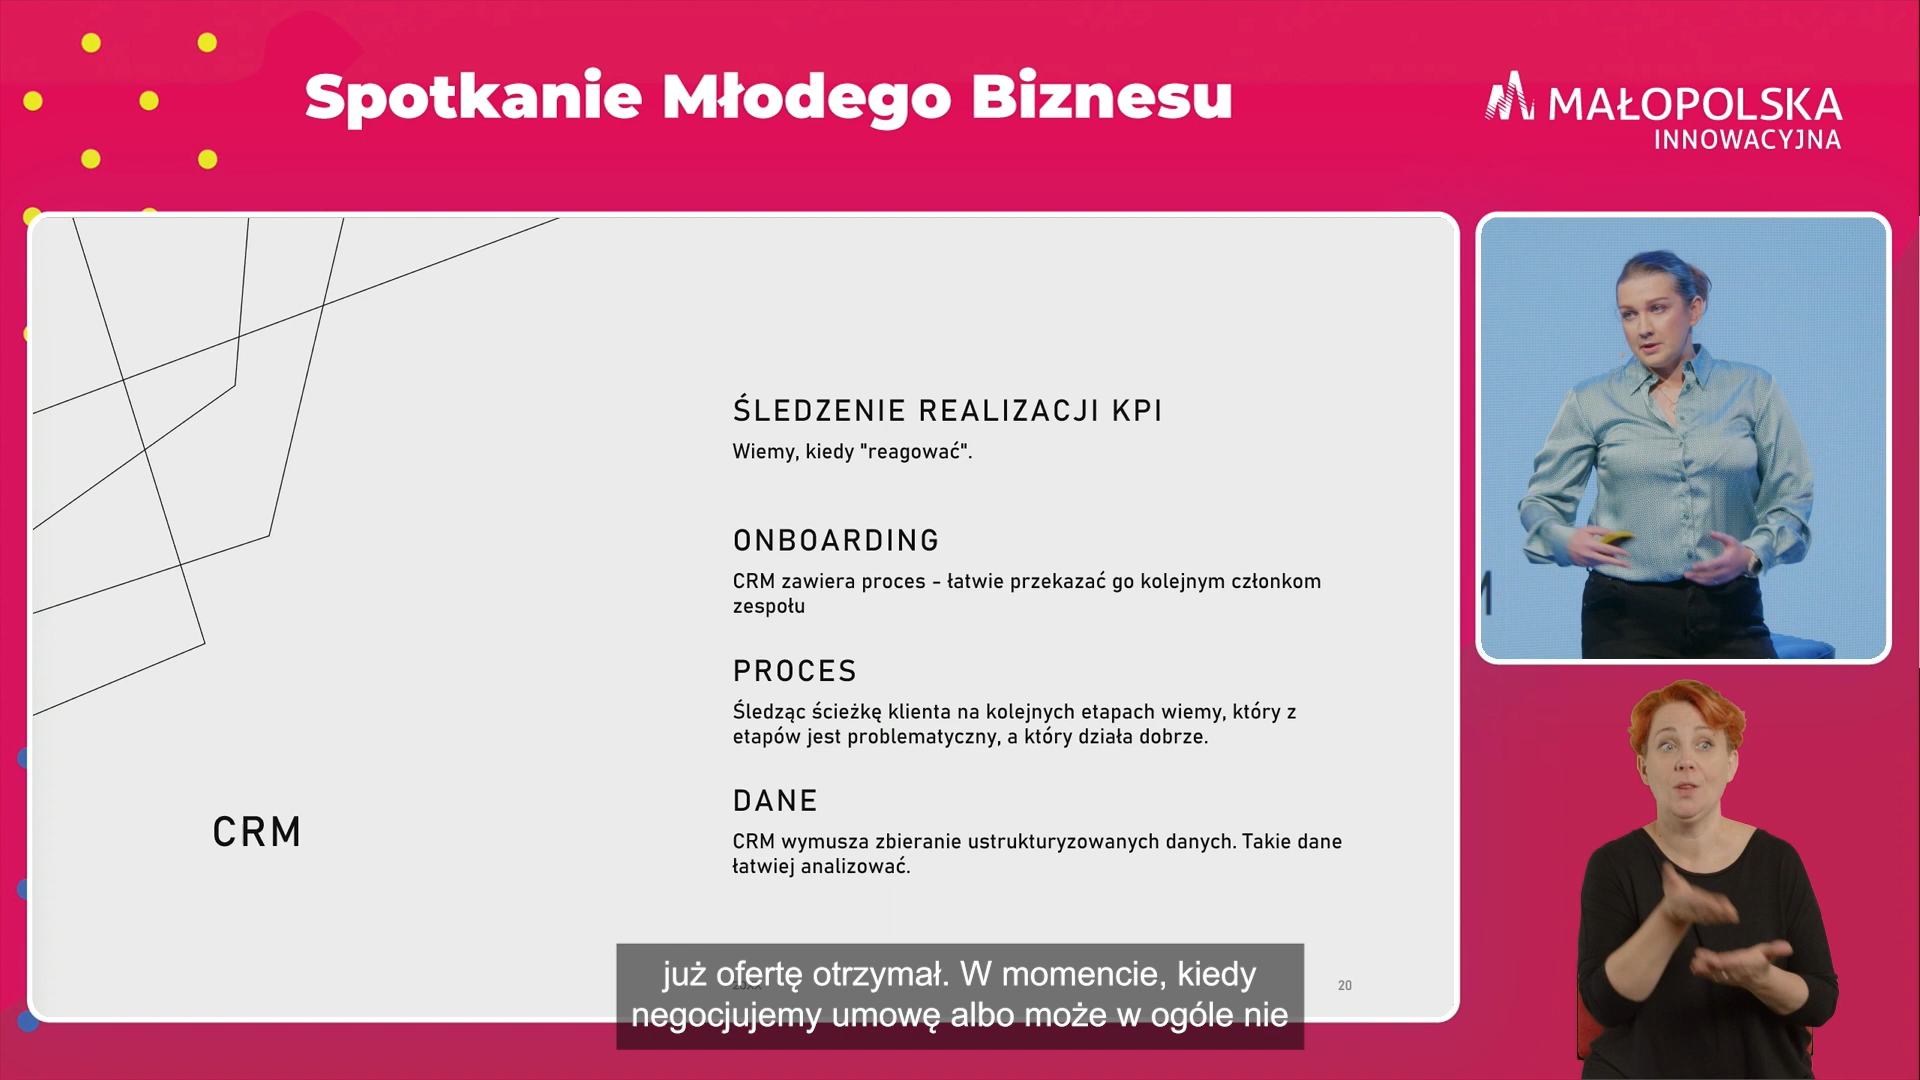 Spotkanie Młodego Biznesu
MAŁOPOLSKA
INNOWACYJNA
ŚLEDZENIE REALIZACJI KPI
Wiemy, kiedy "reagować".
ONBOARDING
CRM zawiera proces - łatwie przekazać go kolejnym członkom
zespołu
PROCES
Śledząc ścieżkę klienta na kolejnych etapach wiemy, który z
etapów jest problematyczny, a który działa dobrze.
DANE
CRM wymusza zbieranie ustrukturyzowanych danych. Takie dane
łatwiej analizować.
CRM
20
już ofertę otrzymał. W momencie, kiedy
negocjujemy umowę albo może w ogóle nie